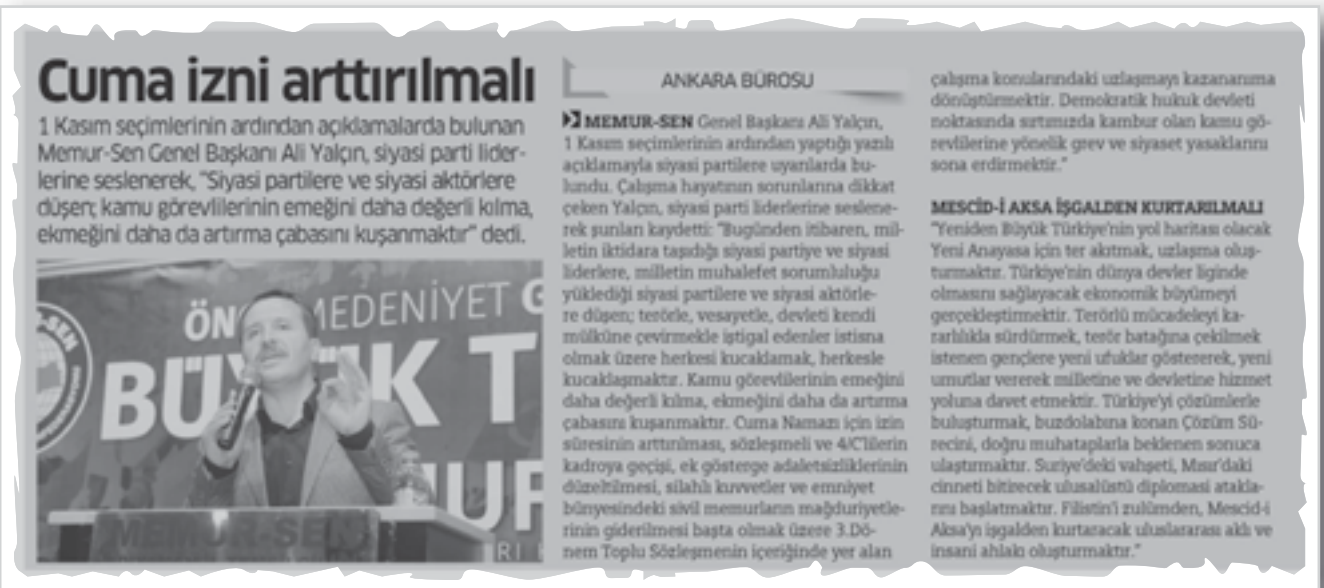 Cuma izni arttırılmalı
1 Kasım seçimlerinin ardından açıklamalarda bulunan
Memur-Sen Genel Başkanı Ali Yalçın, siyasi parti lider-
lerine seslenerek, "Siyasi partilere ve siyasi aktörlere
düşen; kamu görevlilerinin emeğini daha değerli kılma,
ekmeğini daha da artırma çabasını kuşanmaktır" dedi.
R-SEN
ÖN MEDENİYET G
BÜYÜK T
MUR
MEMUR-SEN
RI
ANKARA BÜROSU
MEMUR-SEN Genel Başkanı Ali Yalçın,
1 Kasım seçimlerinin ardından yaptığı yazılı
açıklamayla siyasi partilere uyarılarda bu-
lundu. Çalışma hayatının sorunlarına dikkat
çeken Yalçın, siyasi parti liderlerine seslene-
rek şunları kaydetti: "Bugünden itibaren, mil-
letin iktidara taşıdığı siyasi partiye ve siyasi
liderlere, milletin muhalefet sorumluluğu
yüklediği siyasi partilere ve siyasi aktörle-
re düşen; terörle, vesayetle, devleti kendi
mülküne çevirmekle iştigal edenler istisna
olmak üzere herkesi kucaklamak, herkesle
kucaklaşmaktır. Kamu görevlilerinin emeğini
daha değerli kılma, ekmeğini daha da artırma
çabasını kuşanmaktır. Cuma Namazı için izin
süresinin arttırılması, sözleşmeli ve 4/C'lilerin
kadroya geçişi, ek gösterge adaletsizliklerinin
düzeltilmesi, silahlı kuvvetler ve emniyet
bünyesindeki sivil memurların mağduriyetle-
rinin giderilmesi başta olmak üzere 3.Dö-
nem Toplu Sözleşmenin içeriğinde yer alan
çalışma konularındaki uzlaşmayı kazananıma
dönüştürmektir. Demokratik hukuk devleti
noktasında sırtımızda kambur olan kamu gö-
revlilerine yönelik grev ve siyaset yasaklarını
sona erdirmektir."
MESCİD-İ AKSA İŞGALDEN KURTARILMALI
"Yeniden Büyük Türkiye'nin yol haritası olacak
Yeni Anayasa için ter akıtmak, uzlaşma oluş-
turmaktır. Türkiye'nin dünya devler liginde
olmasını sağlayacak ekonomik büyümeyi
gerçekleştirmektir. Terörlü mücadeleyi ka-
rarlılıkla sürdürmek, terör batağına çekilmek
istenen gençlere yeni ufuklar göstererek, yeni
umutlar vererek milletine ve devletine hizmet
yoluna davet etmektir. Türkiye'yi çözümlerle
buluşturmak, buzdolabına konan Çözüm Sü-
recini, doğru muhataplarla beklenen sonuca
ulaştırmaktır. Suriye'deki vahşeti, Mısır'daki
cinneti bitirecek ulusalüstü diplomasi atakla-
rını başlatmaktır. Filistin'i zulümden, Mescid-i
Aksa'yı işgalden kurtaracak uluslararası aklı ve
insani ahlakı oluşturmaktır."